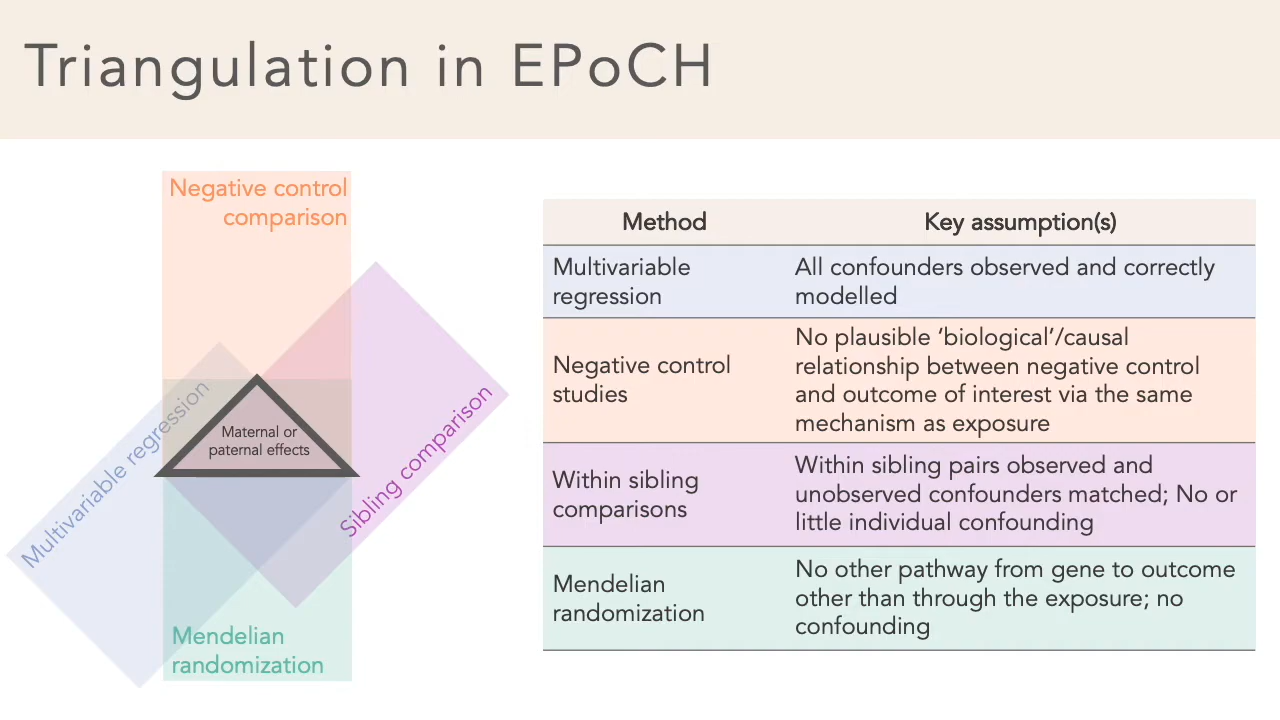 Triangulation in EPoCH
Negative control
comparison
Multivariable regression
Sibling comparison
Maternal or
paternal effects
Mendelian
randomization
Method
Key assumption(s)
Multivariable
regression
All confounders observed and correctly
modelled
Negative control
studies
No plausible ‘biological’/causal
relationship between negative control
and outcome of interest via the same
mechanism as exposure
Within sibling
comparisons
Within sibling pairs observed and
unobserved confounders matched; No or
little individual confounding
Mendelian
randomization
No other pathway from gene to outcome
other than through the exposure; no
confounding